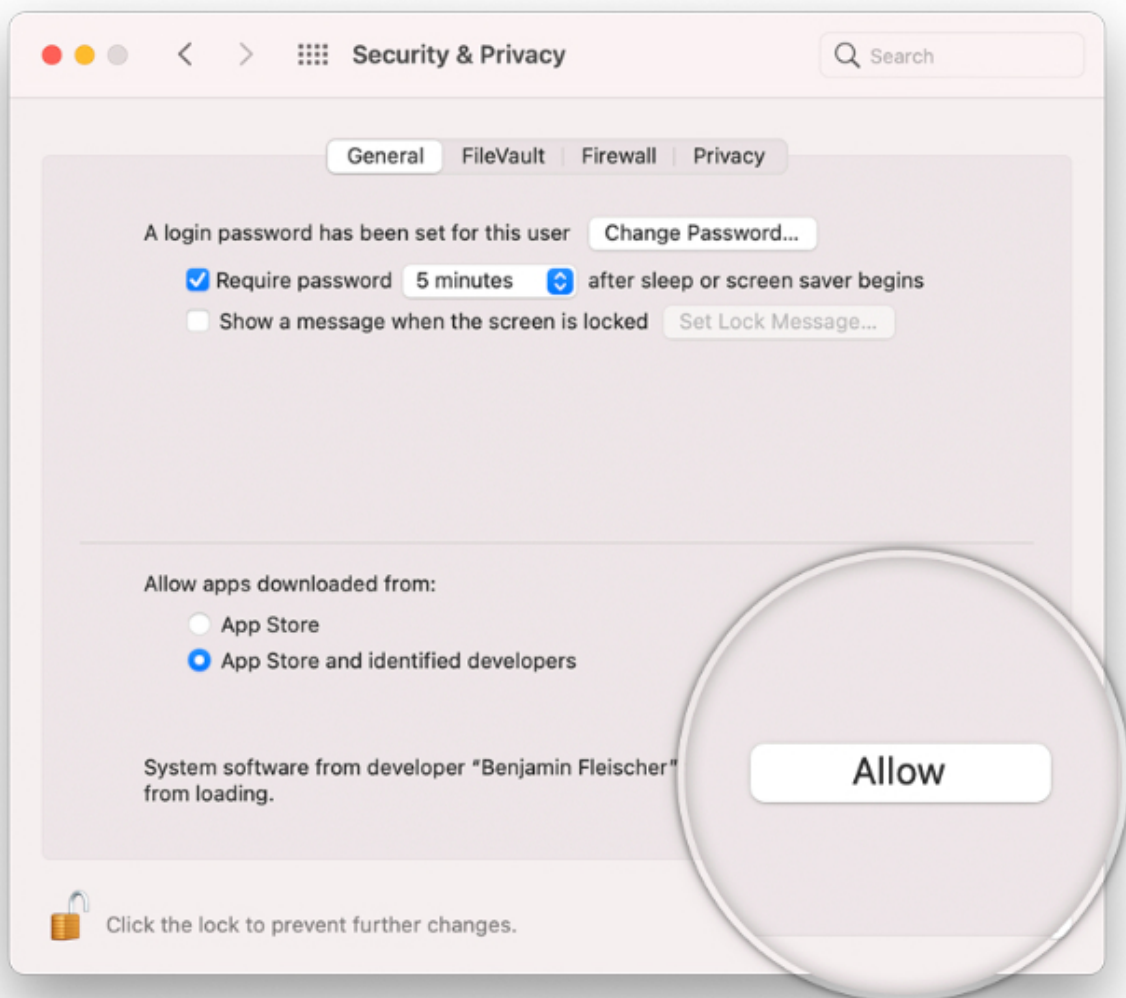 Security & Privacy
Search
General FileVault Firewall Privacy
A login password has been set for this user Change Password...
Require password 5 minutes after sleep or screen saver begins
Show a message when the screen is locked Set Lock Message...
Allow apps downloaded from:
App Store
App Store and identified developers
System software from developer "Benjamin Fleischer"
from loading.
Allow
Click the lock to prevent further changes.